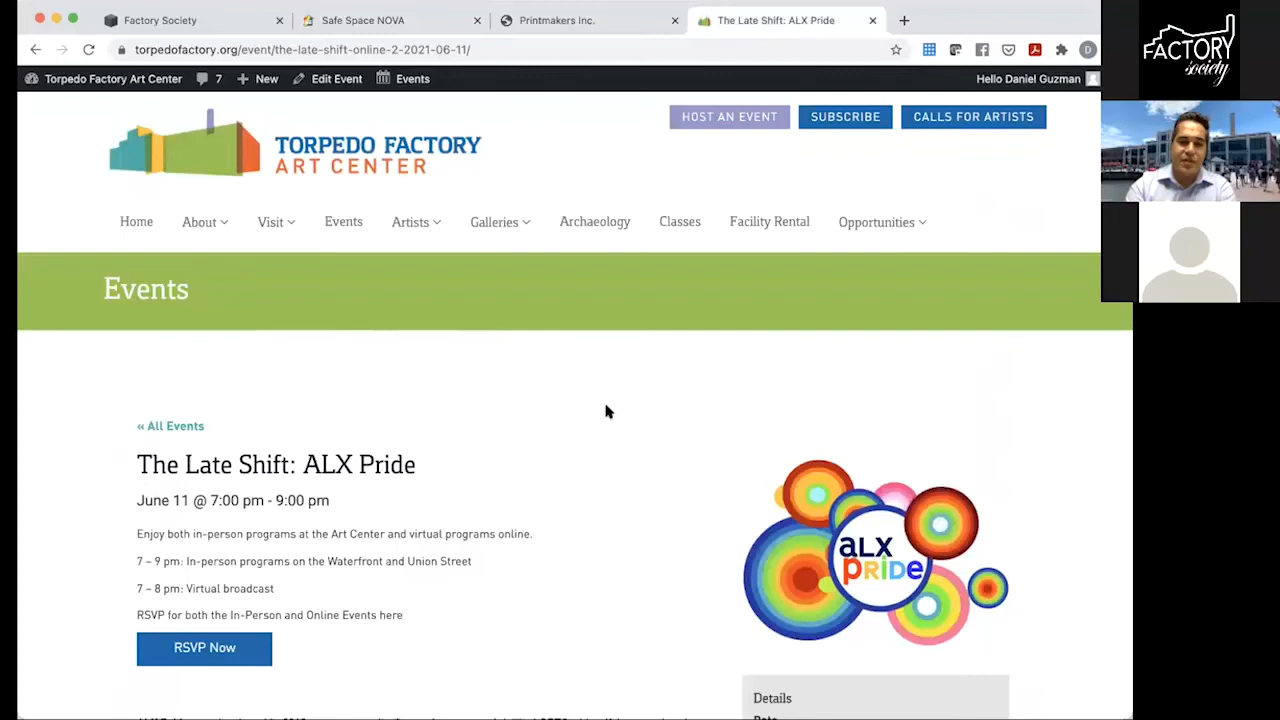 Factory Society
Safe Space NOVA
Printmakers Inc.
The Late Shift: ALX Pride
torpedofactory.org/event/the-late-shift-online-2-2021-06-11/
D
Torpedo Factory Art Center
7
New
Edit Event
Events
Hello Daniel Guzman
FACTORY
society
TORPEDO FACTORY
ART CENTER
HOST AN EVENT
SUBSCRIBE
CALLS FOR ARTISTS
Home
About
Visit
Events
Artists
Galleries
Archaeology
Classes
Facility Rental
Opportunities
Events
« All Events
The Late Shift: ALX Pride
June 11 @ 7:00 pm - 9:00 pm
Enjoy both in-person programs at the Art Center and virtual programs online.
7 – 9 pm: In-person programs on the Waterfront and Union Street
7 – 8 pm: Virtual broadcast
RSVP for both the In-Person and Online Events here
RSVP Now
aLX
PRiDE
Details